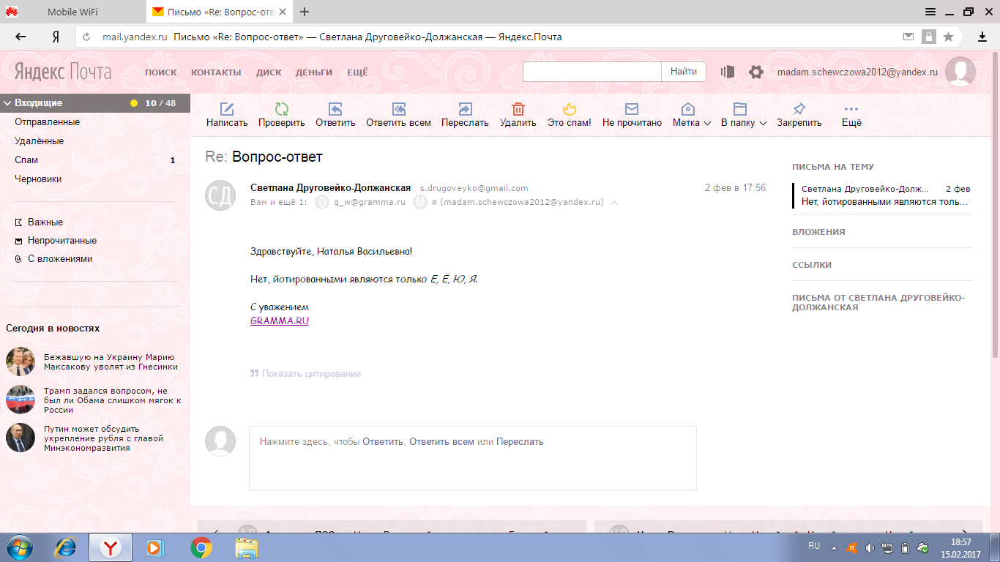 Mobile WiFi
Письмо «Re: Вопрос-отв
mail.yandex.ru Письмо «Re: Вопрос-ответ» — Светлана Друговейко-Должанская — Яндекс.Почта
Яндекс Почта
ПОИСК КОНТАКТЫ ДИСК ДЕНЬГИ ЕЩЁ
Найти
madam.schewczowa2012@yandex.ru
Входящие 10 / 48
Отправленные
Удалённые
Спам 1
Черновики
Важные
Непрочитанные
С вложениями
Сегодня в новостях
Бежавшую на Украину Марию
Максакову уволят из Гнесинки
Трамп задался вопросом, не
был ли Обама слишком мягок к
России
Путин может обсудить
укрепление рубля с главой
Минэкономразвития
Написать Проверить Ответить Ответить всем Переслать Удалить Это спам! Не прочитано Метка В папку Закрепить Ещё
Re: Вопрос-ответ
СД
Светлана Друговейко-Должанская s.drugoveyko@gmail.com 2 фев в 17:56
Вам и ещё 1: Q q_w@gramma.ru M я (madam.schewczowa2012@yandex.ru)
Здравствуйте, Наталья Васильевна!
Нет, йотированными являются только Е, Ё, Ю, Я.
С уважением
GRAMMA.RU
Показать цитирование
Нажмите здесь, чтобы Ответить, Ответить всем или Переслать
ПИСЬМА НА ТЕМУ
Светлана Друговейко-Долж... 2 фев
Нет, йотированными являются толь...
ВЛОЖЕНИЯ
ССЫЛКИ
ПИСЬМА ОТ СВЕТЛАНА ДРУГОВЕЙКО-
ДОЛЖАНСКАЯ
RU
18:57
15.02.2017